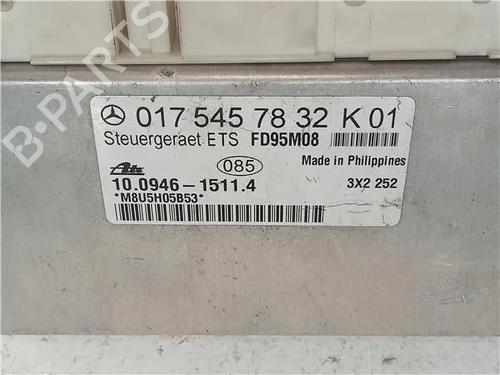 017 545 78 32 K 01
Steuergeraet ETS FD95M08
Ate 085 Made in Philippines
10.0946-1511.4 3X2 252
*M8U5H05B53*
B-PARTS